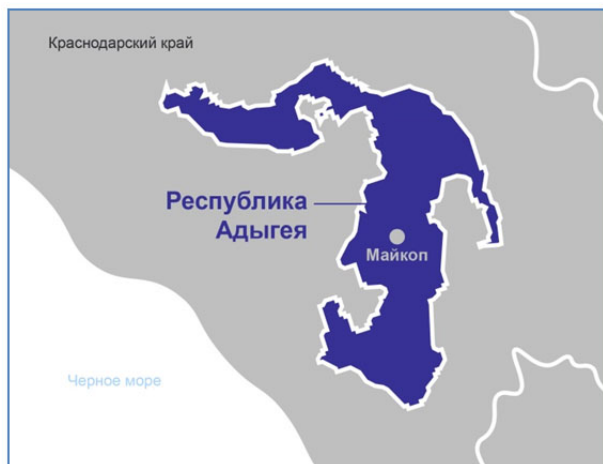 Краснодарский край
Республика
Адыгея
Майкоп
Черное море